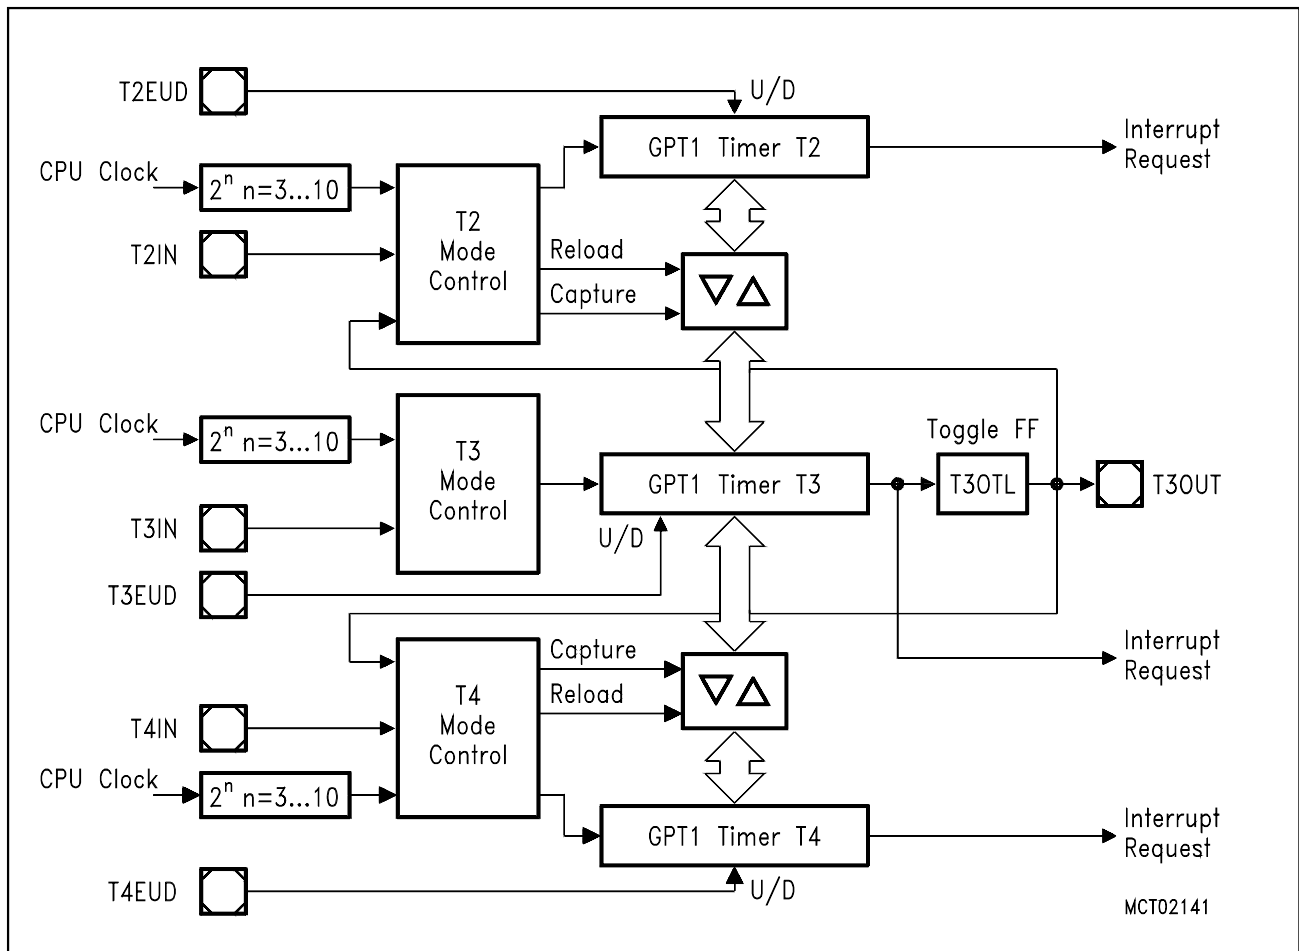 T2EUD
U/D
GPT1 Timer T2
Interrupt
Request
CPU Clock
2ⁿ n=3...10
T2IN
T2
Mode
Control
Reload
Capture
CPU Clock
2ⁿ n=3...10
T3
Mode
Control
GPT1 Timer T3
Toggle FF
T3OTL
T3OUT
T3IN
U/D
T3EUD
Interrupt
Request
Capture
Reload
T4
Mode
Control
T4IN
CPU Clock
2ⁿ n=3...10
GPT1 Timer T4
Interrupt
Request
T4EUD
U/D
MCT02141